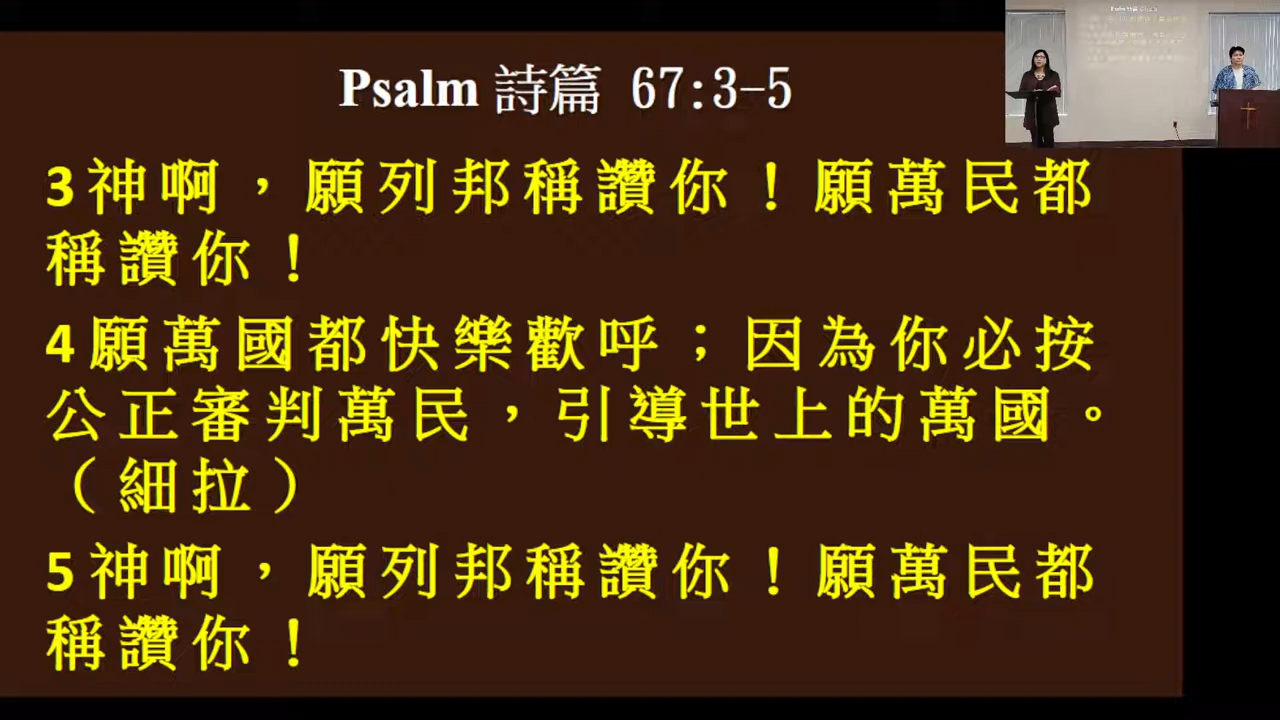 Psalm 詩篇 67:3-5
3神啊，願列邦稱讚你！願萬民都
稱讚你！
4願萬國都快樂歡呼；因為你必按
公正審判萬民，引導世上的萬國。
（細拉）
5神啊，願列邦稱讚你！願萬民都
稱讚你！